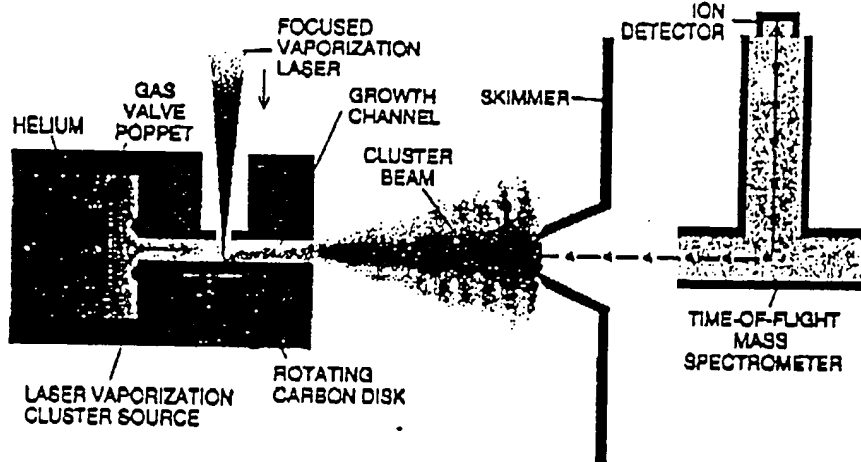 FOCUSED
VAPORIZATION
LASER
ION
DETECTOR
GAS
VALVE
POPPET
HELIUM
GROWTH
CHANNEL
SKIMMER
CLUSTER
BEAM
TIME-OF-FLIGHT
MASS
SPECTROMETER
LASER VAPORIZATION
CLUSTER SOURCE
ROTATING
CARBON DISK